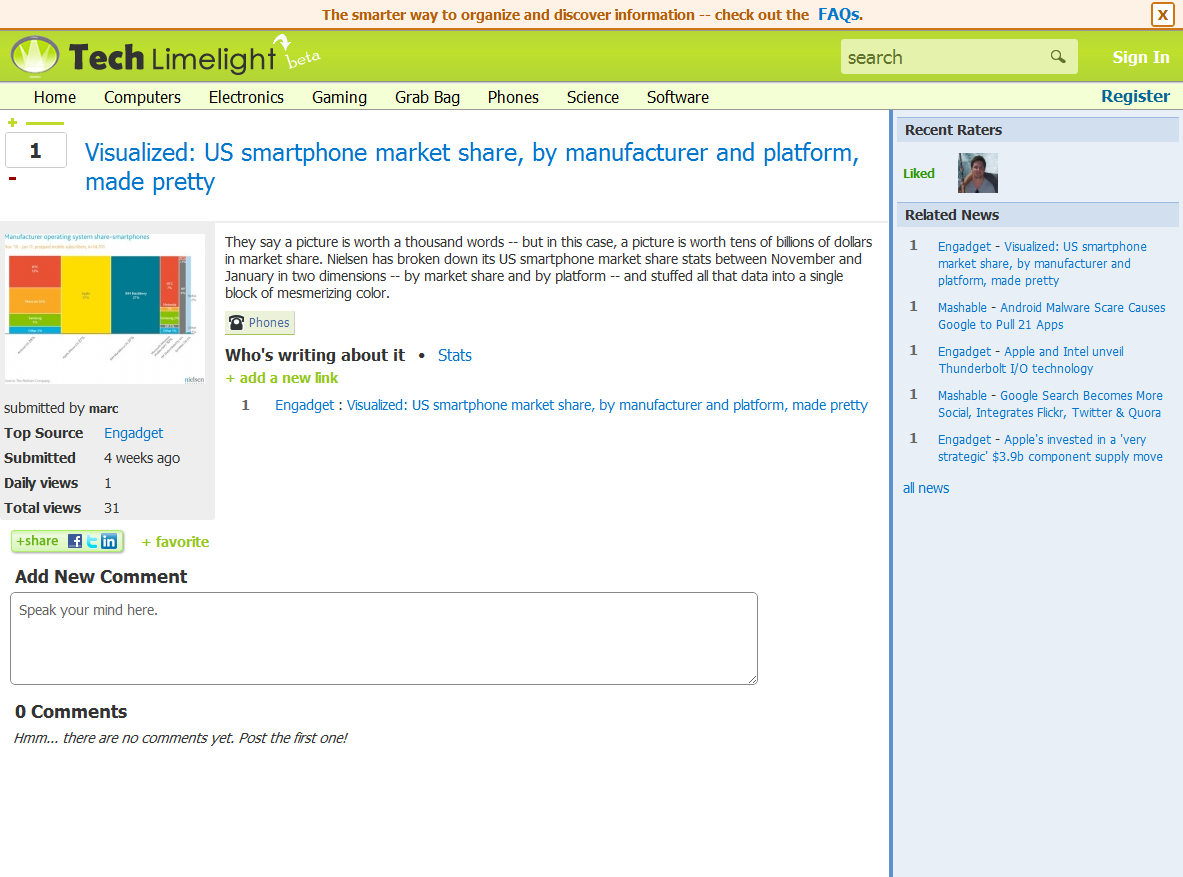 The smarter way to organize and discover information -- check out the FAQs.
X
Tech Limelight beta
search
Sign In
Home Computers Electronics Gaming Grab Bag Phones Science Software
Register
+
1
-
Visualized: US smartphone market share, by manufacturer and platform,
made pretty
Manufacturer operating system share–smartphones
nielsen
They say a picture is worth a thousand words -- but in this case, a picture is worth tens of billions of dollars
in market share. Nielsen has broken down its US smartphone market share stats between November and
January in two dimensions -- by market share and by platform -- and stuffed all that data into a single
block of mesmerizing color.
Phones
Who's writing about it • Stats
+ add a new link
1 Engadget : Visualized: US smartphone market share, by manufacturer and platform, made pretty
submitted by marc
Top Source Engadget
Submitted 4 weeks ago
Daily views 1
Total views 31
+share
+ favorite
Add New Comment
Speak your mind here.
0 Comments
Hmm... there are no comments yet. Post the first one!
Recent Raters
Liked
Related News
1 Engadget - Visualized: US smartphone
market share, by manufacturer and
platform, made pretty
1 Mashable - Android Malware Scare Causes
Google to Pull 21 Apps
1 Engadget - Apple and Intel unveil
Thunderbolt I/O technology
1 Mashable - Google Search Becomes More
Social, Integrates Flickr, Twitter & Quora
1 Engadget - Apple's invested in a 'very
strategic' $3.9b component supply move
all news